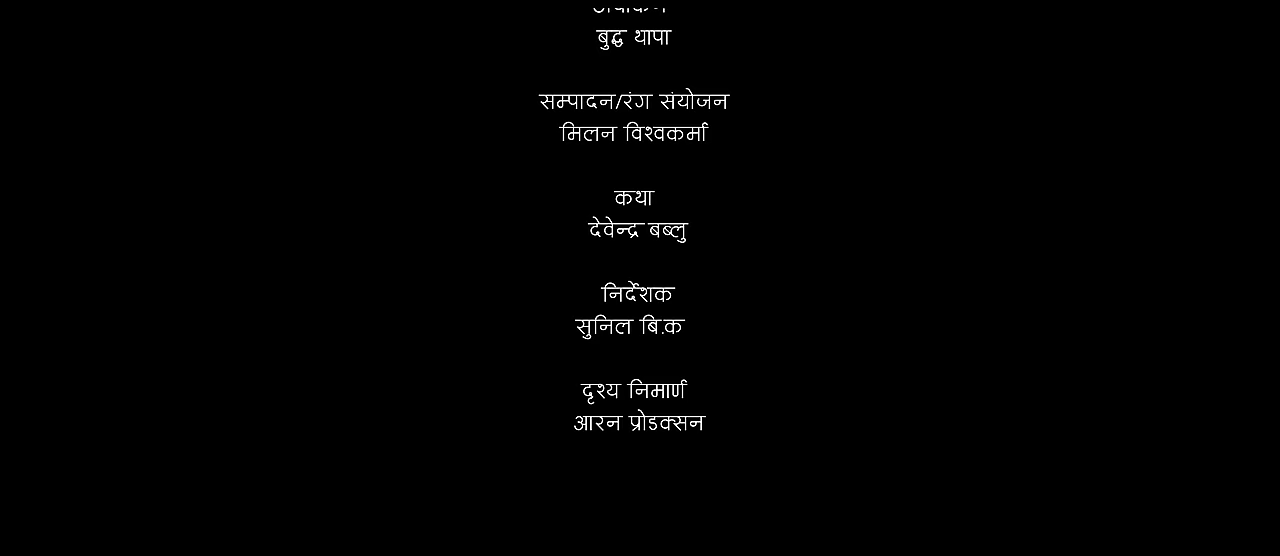 बुद्ध थापा
सम्पादन/रंग संयोजन
मिलन विश्वकर्मा
कथा
देवेन्द्र बब्लु
निर्देशक
सुनिल बि.क
दृश्य निमार्ण
आरन प्रोडक्सन